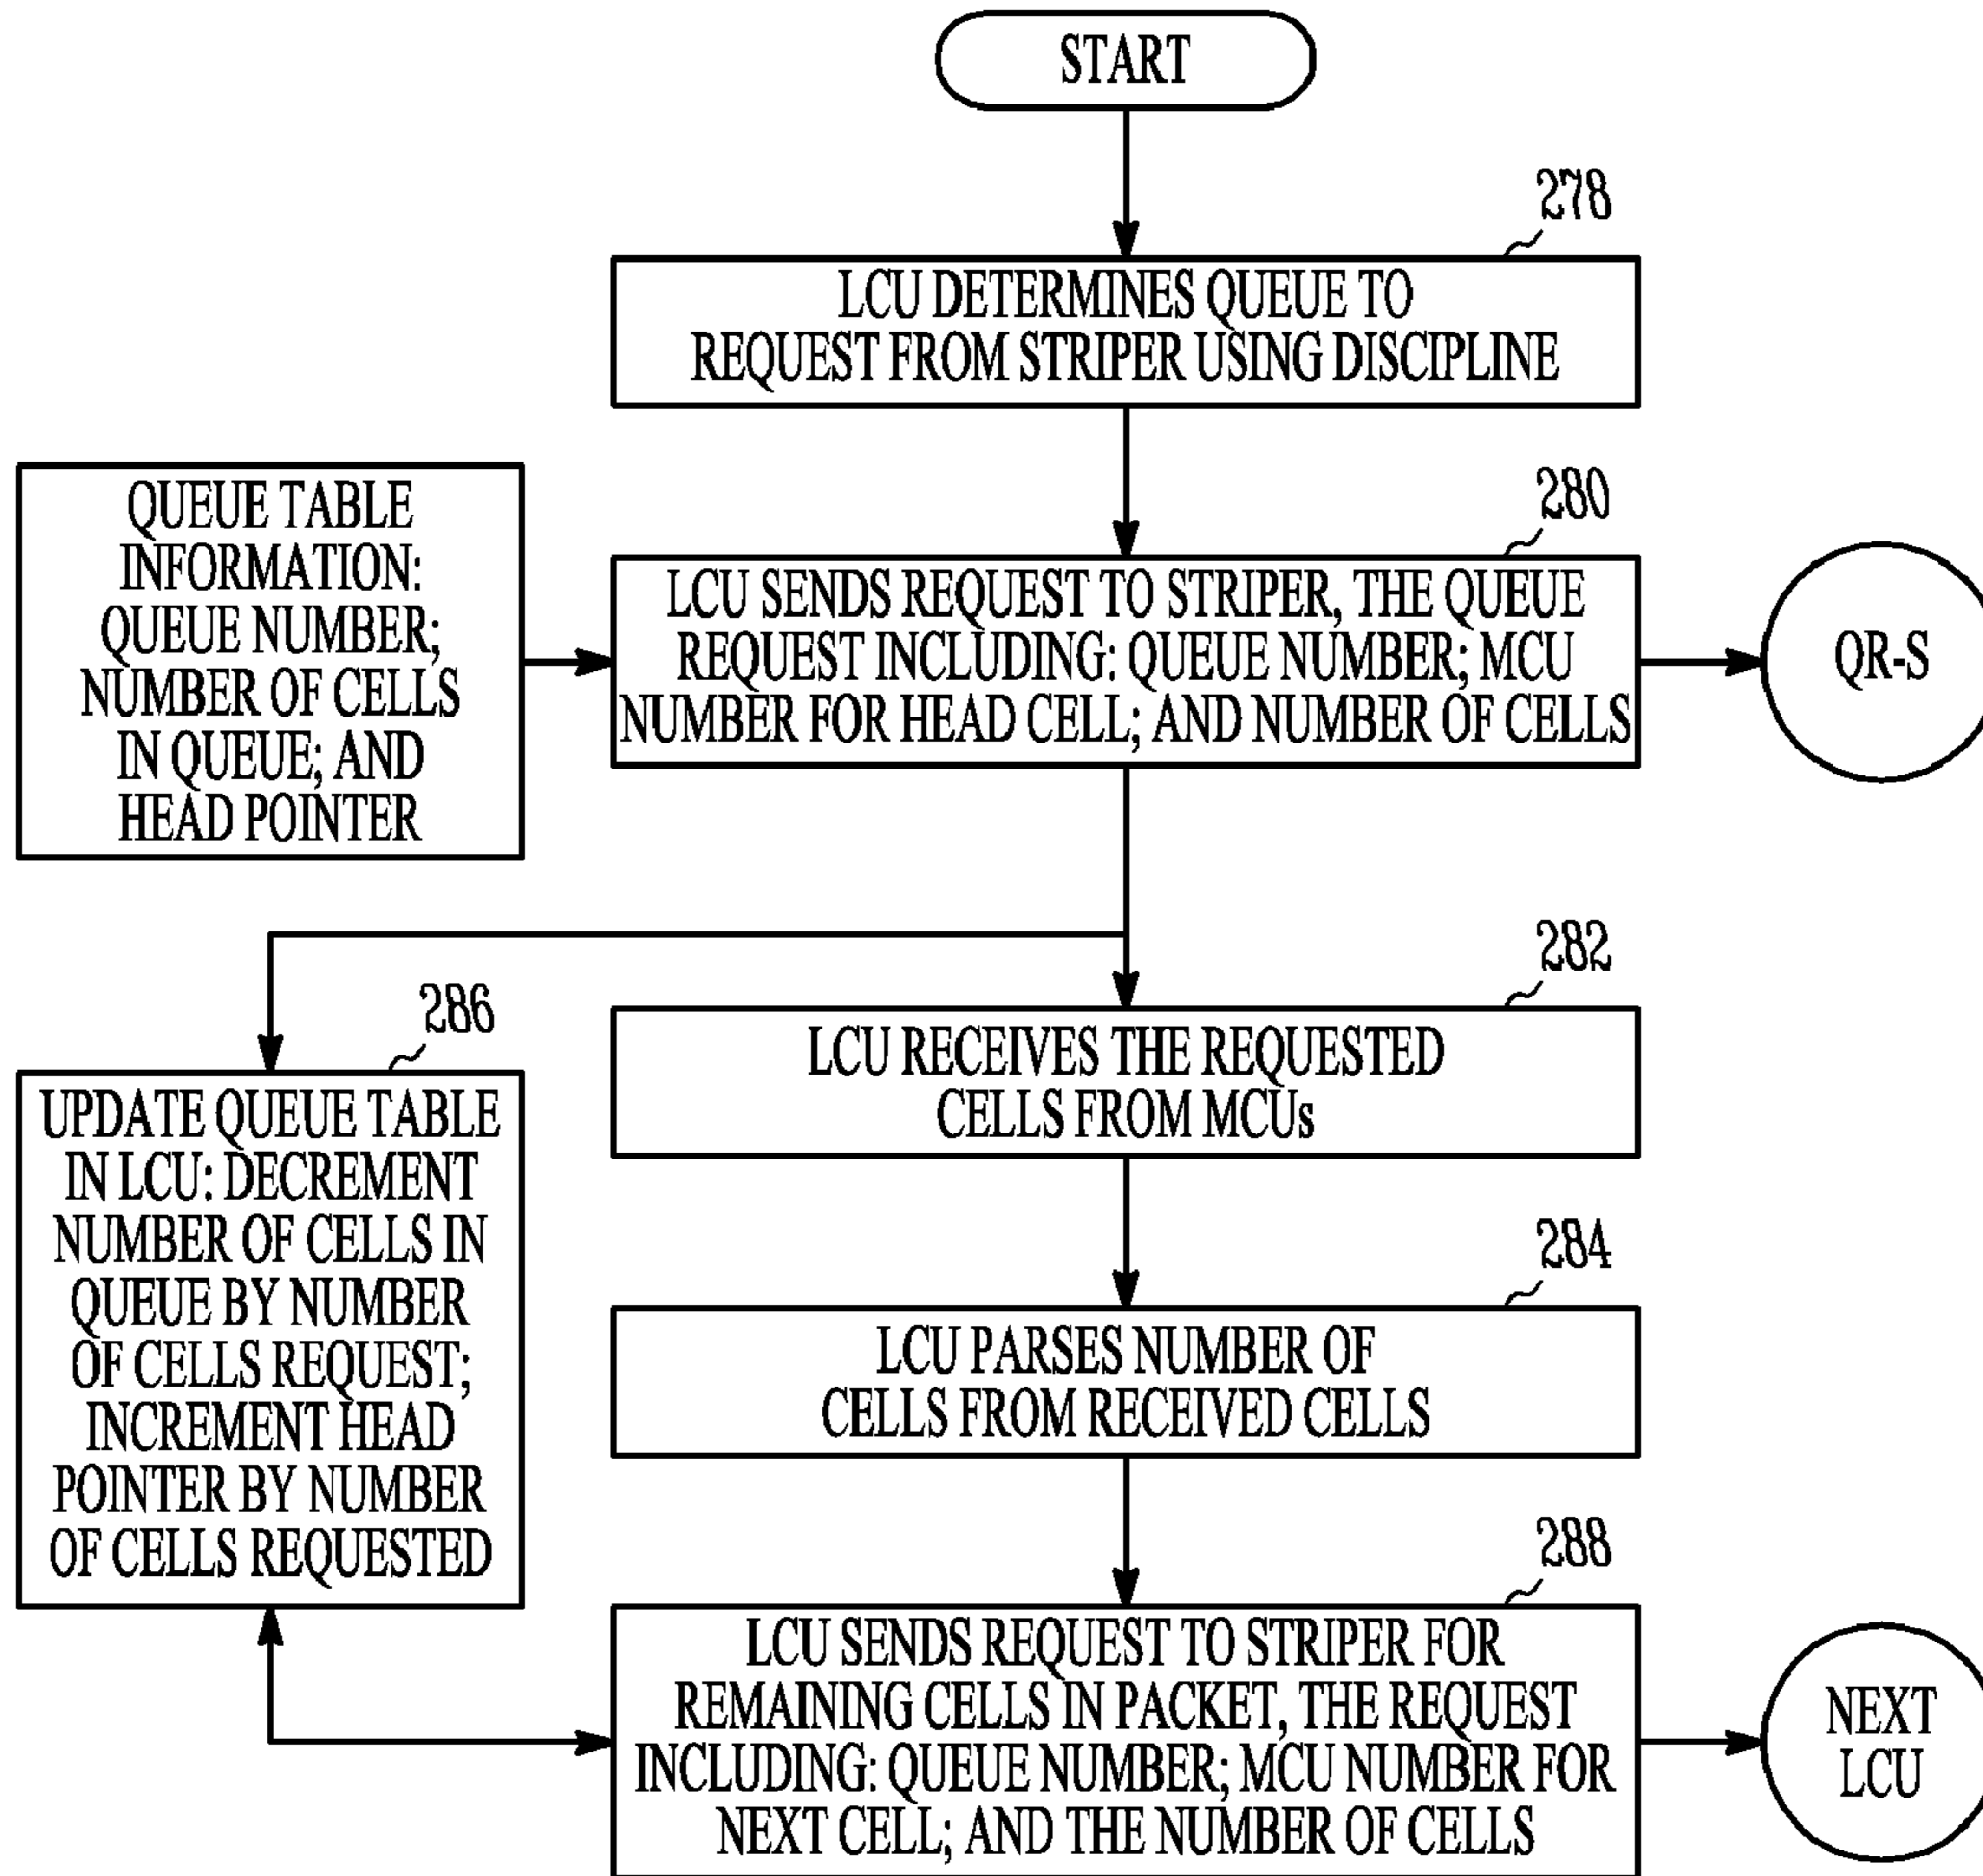 START
278
LCU DETERMINES QUEUE TO
REQUEST FROM STRIPER USING DISCIPLINE
QUEUE TABLE
INFORMATION:
QUEUE NUMBER;
NUMBER OF CELLS
IN QUEUE; AND
HEAD POINTER
280
LCU SENDS REQUEST TO STRIPER, THE QUEUE
REQUEST INCLUDING: QUEUE NUMBER; MCU
NUMBER FOR HEAD CELL; AND NUMBER OF CELLS
QR-S
282
LCU RECEIVES THE REQUESTED
CELLS FROM MCUs
286
UPDATE QUEUE TABLE
IN LCU: DECREMENT
NUMBER OF CELLS IN
QUEUE BY NUMBER
OF CELLS REQUEST;
INCREMENT HEAD
POINTER BY NUMBER
OF CELLS REQUESTED
284
LCU PARSES NUMBER OF
CELLS FROM RECEIVED CELLS
288
LCU SENDS REQUEST TO STRIPER FOR
REMAINING CELLS IN PACKET, THE REQUEST
INCLUDING: QUEUE NUMBER; MCU NUMBER FOR
NEXT CELL; AND THE NUMBER OF CELLS
NEXT
LCU